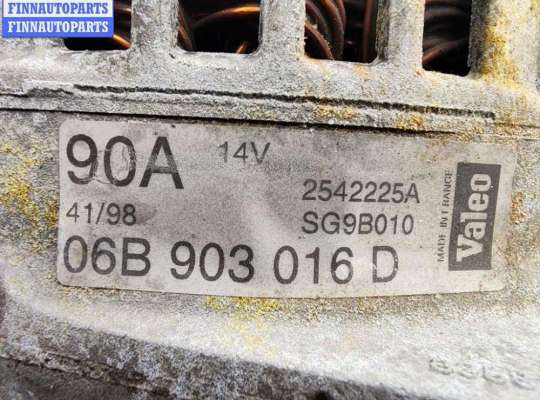 FINNAUTOPARTS
FINNAUTOPARTS
90A 14V
2542225A
41/98 SG9B010
06B 903 016 D
MADE IN FRANCE
Valeo